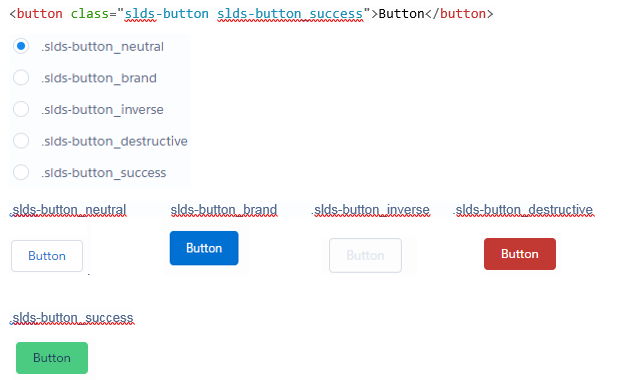 <button class="slds-button slds-button_success">Button</button>
.slds-button_neutral
.slds-button_brand
.slds-button_inverse
.slds-button_destructive
.slds-button_success
.slds-button_neutral slds-button_brand .slds-button_inverse .slds-button_destructive
Button Button Button Button
.slds-button_success
Button